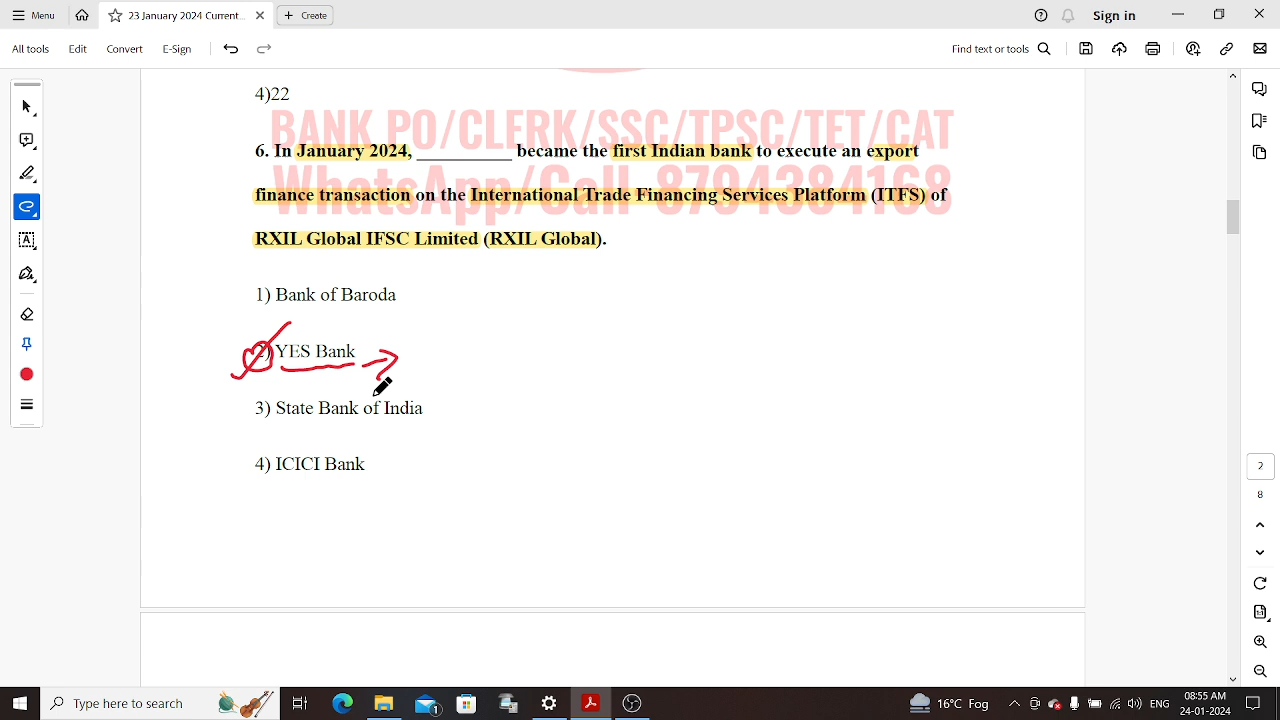 Menu
23 January 2024 Current...
Create
Sign in
All tools
Edit
Convert
E-Sign
Find text or tools
4)22
BANK PO/CLERK/SSC/TPSC/TET/CAT
6. In January 2024, __________ became the first Indian bank to execute an export
WhatsApp/Call 8794384168
finance transaction on the International Trade Financing Services Platform (ITFS) of
RXIL Global IFSC Limited (RXIL Global).
1) Bank of Baroda
2) YES Bank
3) State Bank of India
4) ICICI Bank
2
8
Type here to search
16°C Fog
ENG
08:55 AM
24-01-2024